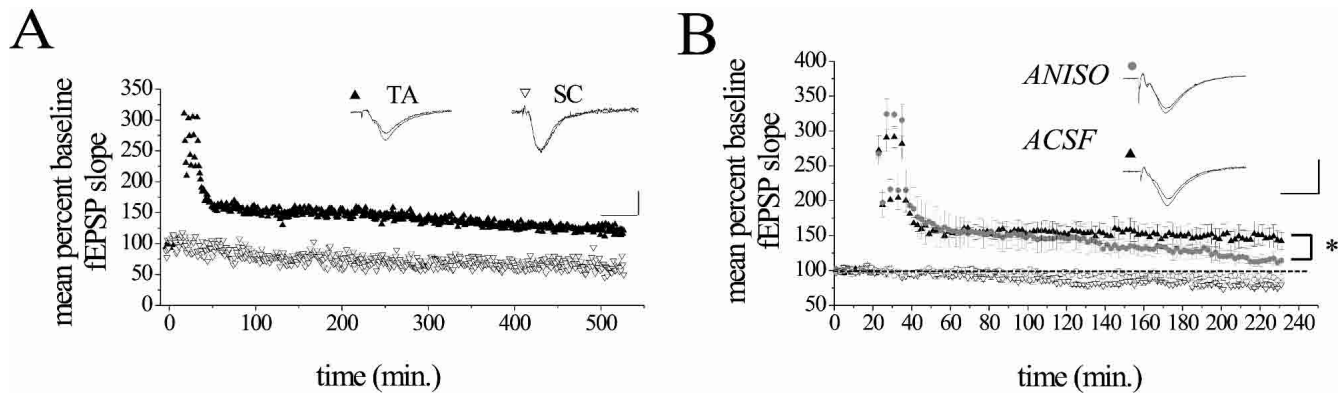 A
mean percent baseline
fEPSP slope
350
300
250
200
150
100
50
0
▲ TA
▽ SC
0 100 200 300 400 500
time (min.)
B
mean percent baseline
fEPSP slope
400
350
300
250
200
150
100
50
ANISO
ACSF
*
0 20 40 60 80 100 120 140 160 180 200 220 240
time (min.)